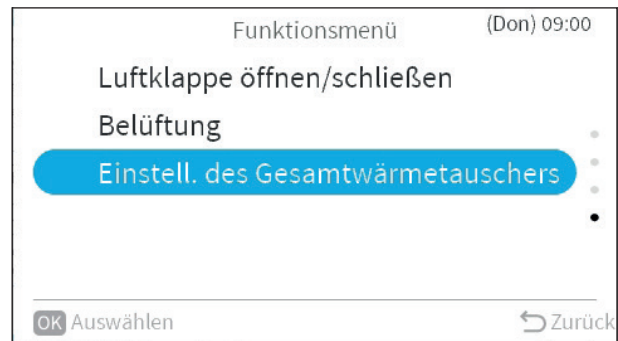 Funktionsmenü (Don) 09:00
Luftklappe öffnen/schließen
Belüftung
Einstell. des Gesamtwärmetauschers
OK Auswählen Zurück